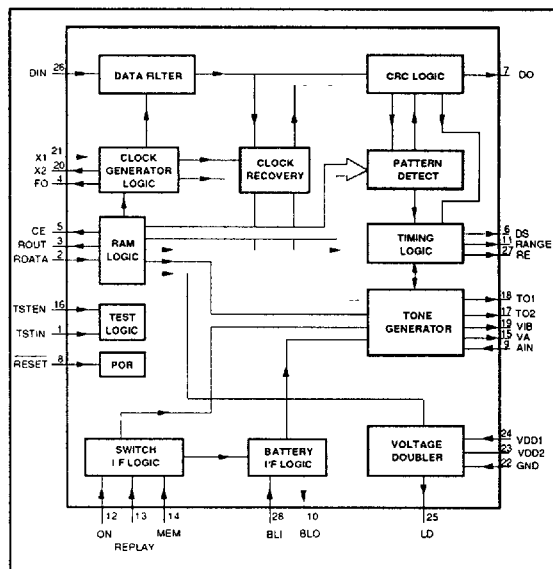 DIN 26 DATA FILTER CRC LOGIC 7 DO
X1 21
X2 20
FO 4
CLOCK
GENERATOR
LOGIC
CLOCK
RECOVERY
PATTERN
DETECT
CE 5
ROUT 3
RDATA 2
RAM
LOGIC
TIMING
LOGIC
6 DS
11 RANGE
27 RE
TSTEN 16
TSTIN 1
TEST
LOGIC
TONE
GENERATOR
18 TO1
17 TO2
19 VIB
15 VA
9 AIN
RESET 8 POR
SWITCH
I/F LOGIC
BATTERY
I/F LOGIC
VOLTAGE
DOUBLER
24 VDD1
23 VDD2
22 GND
12 13 14 28 10 25
ON REPLAY MEM BLI BLO LD